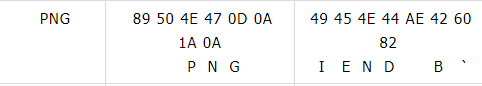 PNG
89 50 4E 47 0D 0A
1A 0A
P N G
49 45 4E 44 AE 42 60
82
I E N D B `